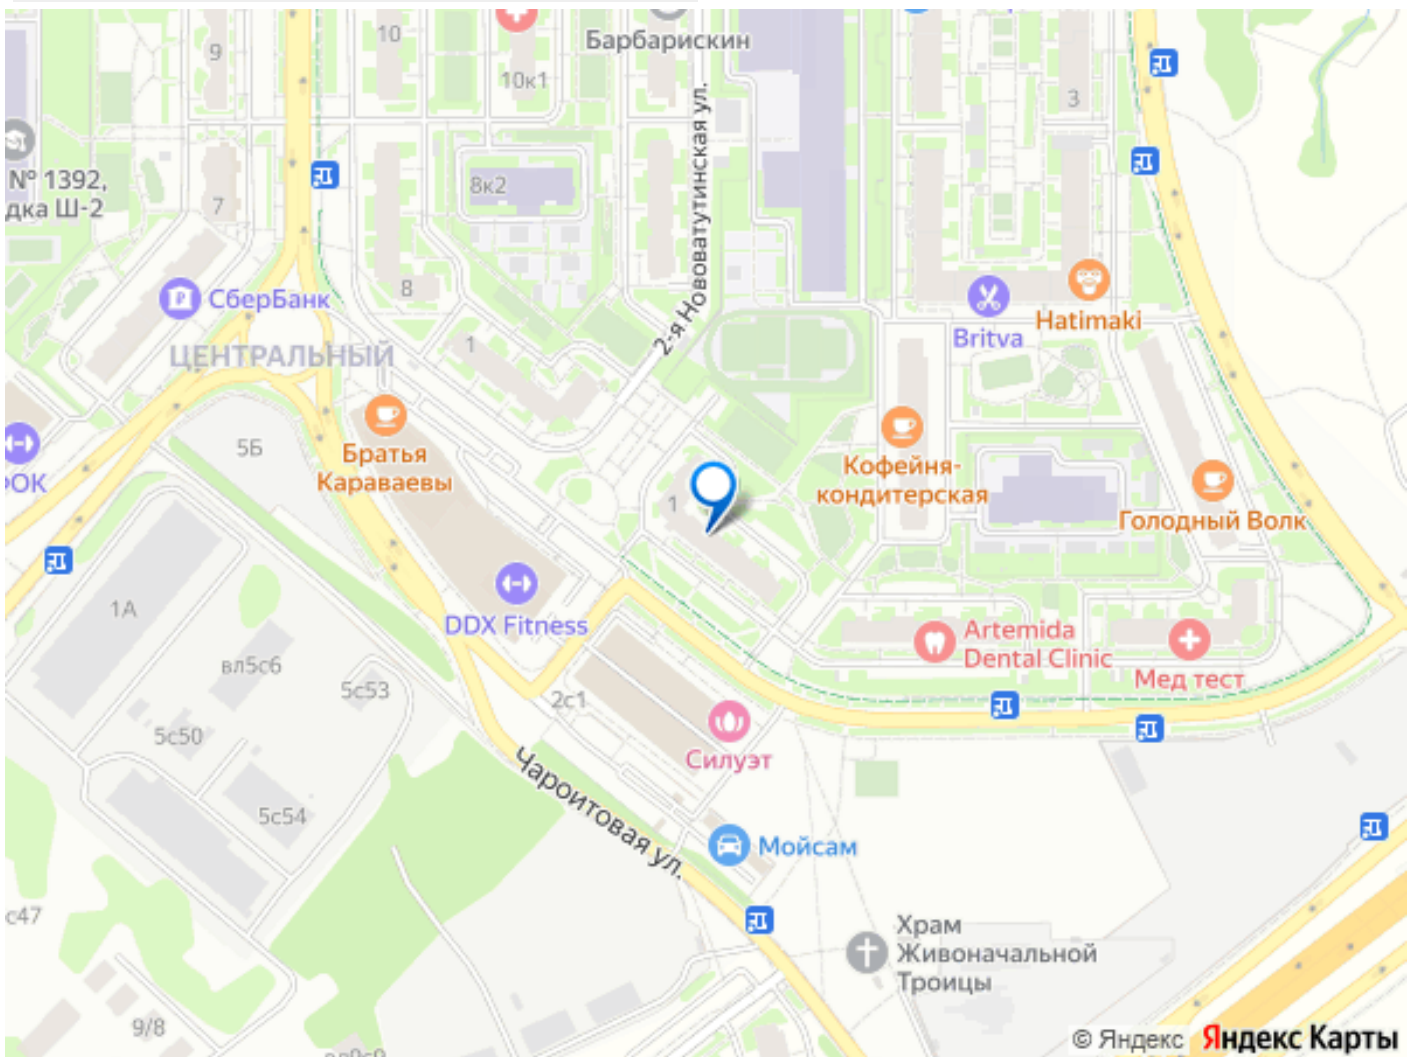 Барбарискин
9
10
10к1
3
№ 1392,
дка Ш-2
8к2
7
2-я Нововатутинская ул.
8
СберБанк
Hatimaki
Britva
ЦЕНТРАЛЬНЫЙ
1
5Б
Братья
Караваевы
ФОК
Кофейня-
кондитерская
1
Голодный Волк
1А
DDX Fitness
Artemida
Dental Clinic
Мед тест
вл5с6
5с53
2с1
5с50
Силуэт
Чароитовая ул.
5с54
Мойсам
с47
Храм
Живоначальной
Троицы
9/8
© Яндекс Яндекс Карты